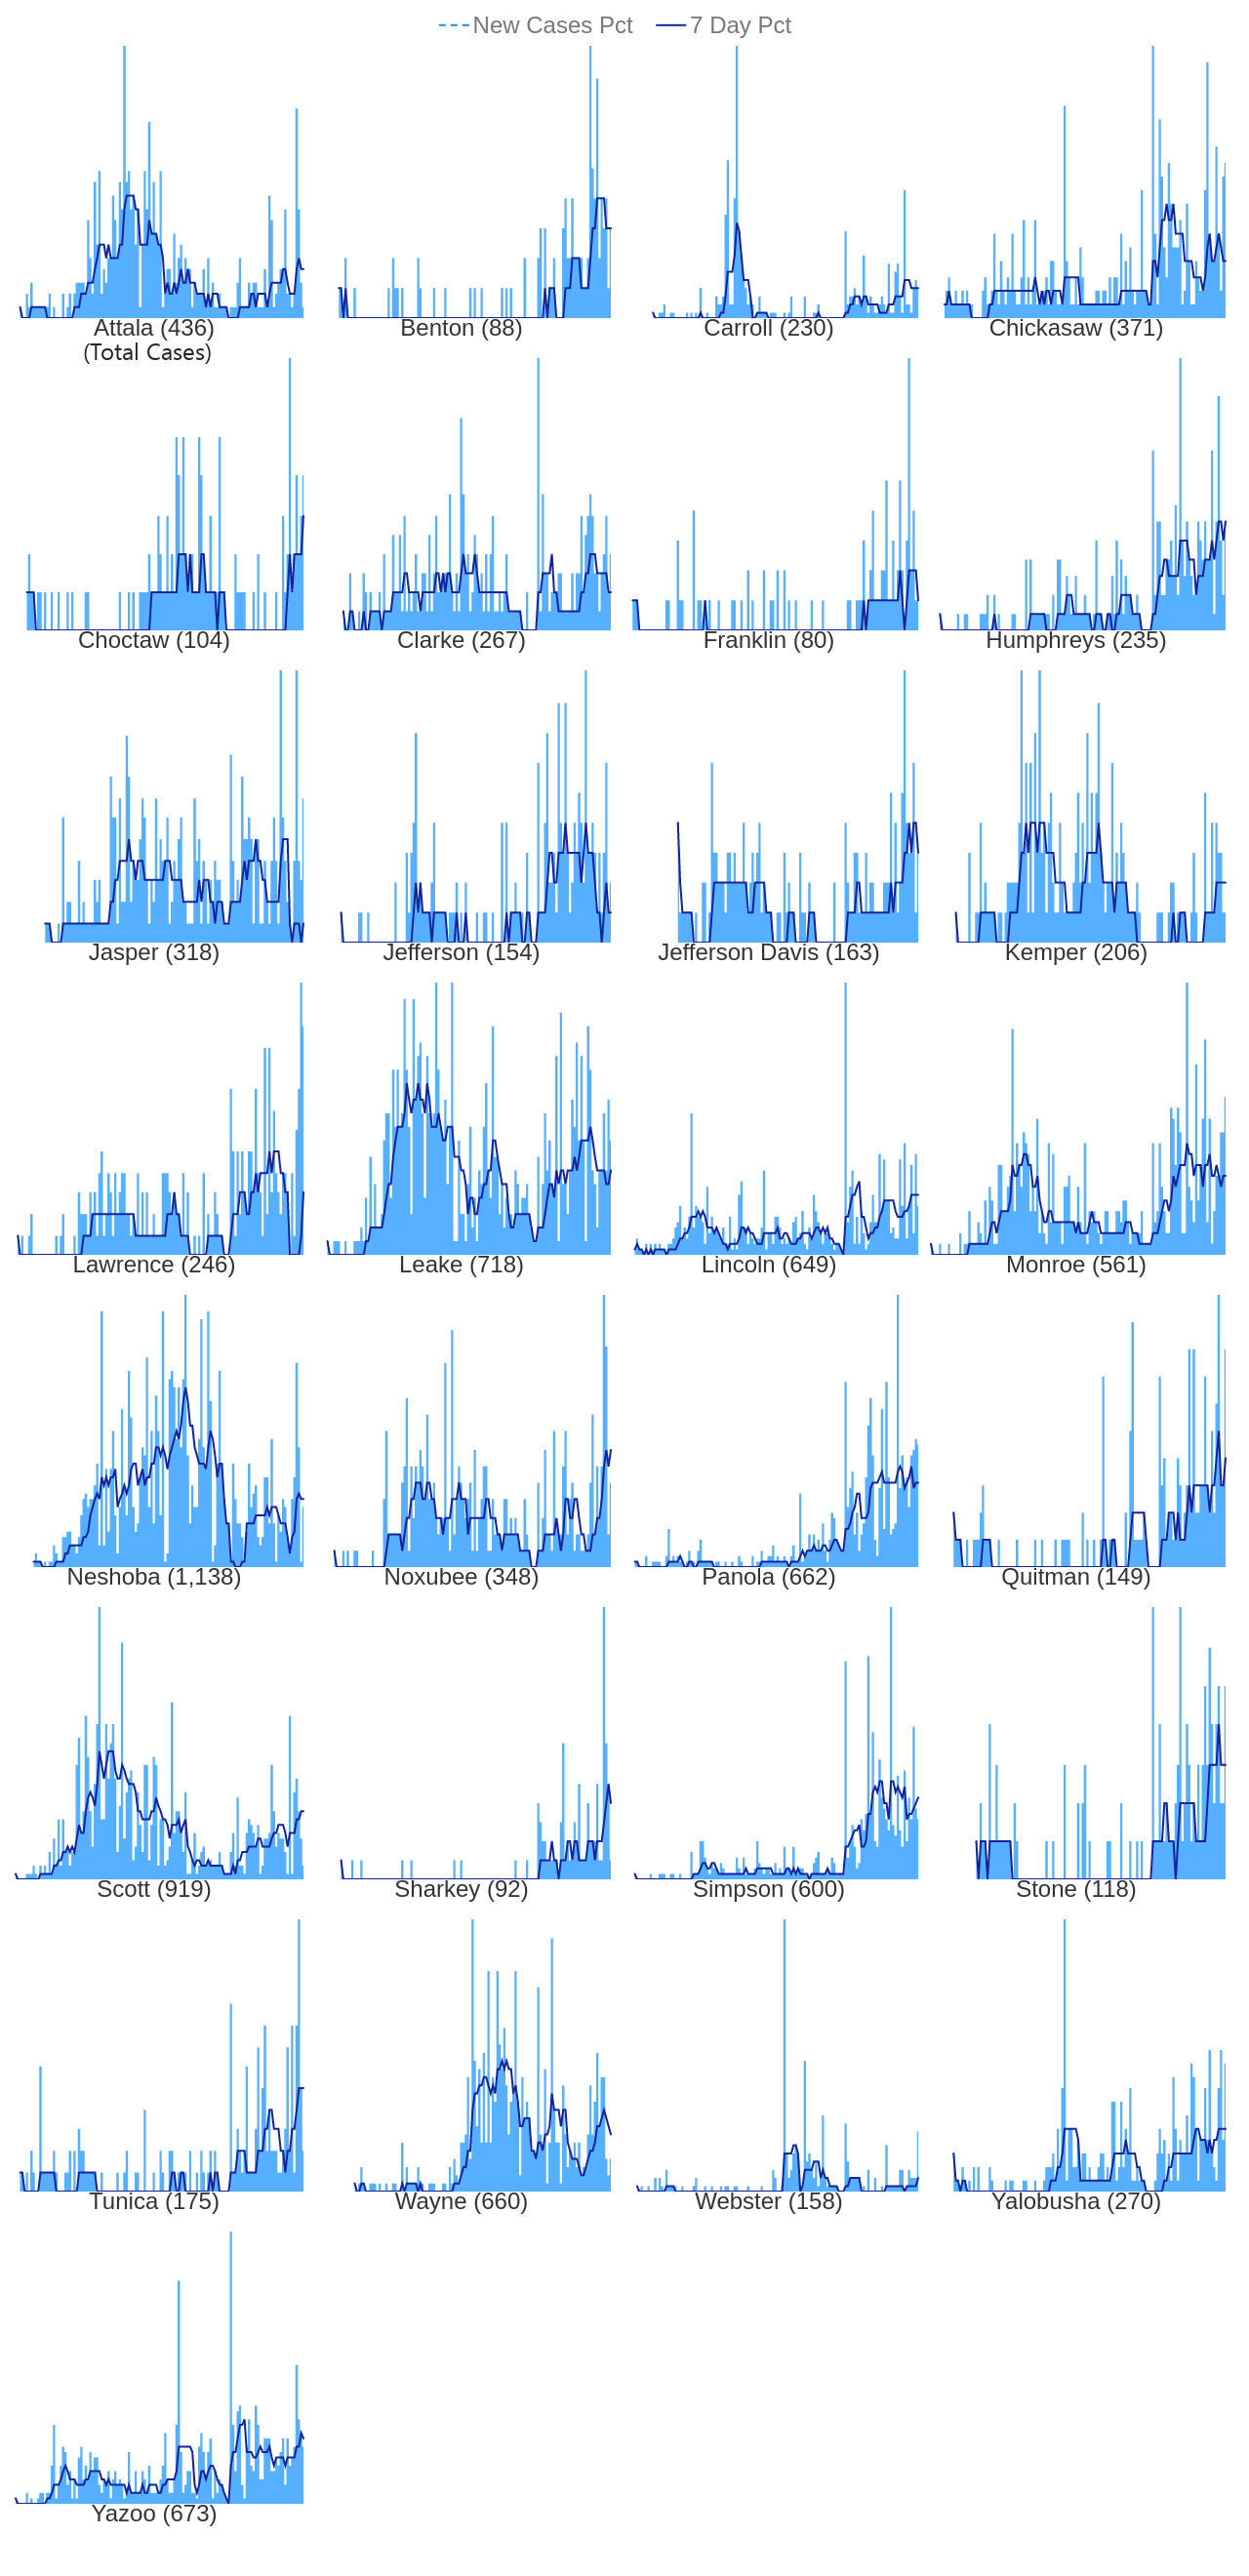 New Cases Pct 7 Day Pct
Attala (436) Benton (88) Carroll (230) Chickasaw (371)
(Total Cases)
Choctaw (104) Clarke (267) Franklin (80) Humphreys (235)
Jasper (318) Jefferson (154) Jefferson Davis (163) Kemper (206)
Lawrence (246) Leake (718) Lincoln (649) Monroe (561)
Neshoba (1,138) Noxubee (348) Panola (662) Quitman (149)
Scott (919) Sharkey (92) Simpson (600) Stone (118)
Tunica (175) Wayne (660) Webster (158) Yalobusha (270)
Yazoo (673)